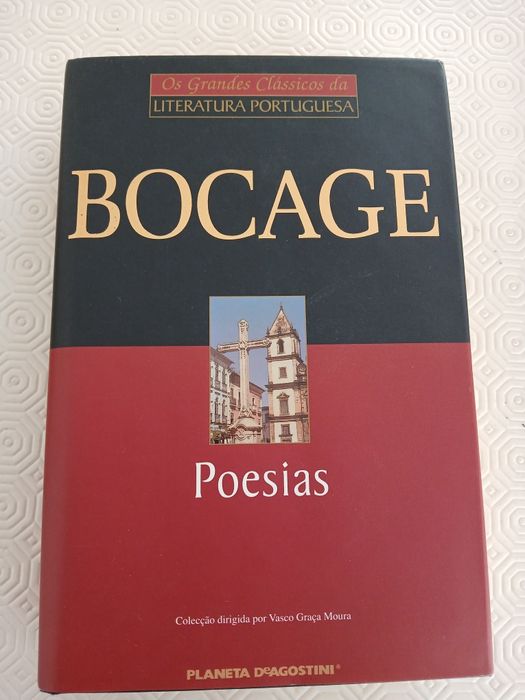 Os Grandes Clássicos da
LITERATURA PORTUGUESA
BOCAGE
Poesias
Colecção dirigida por Vasco Graça Moura
PLANETA DeAGOSTINI®